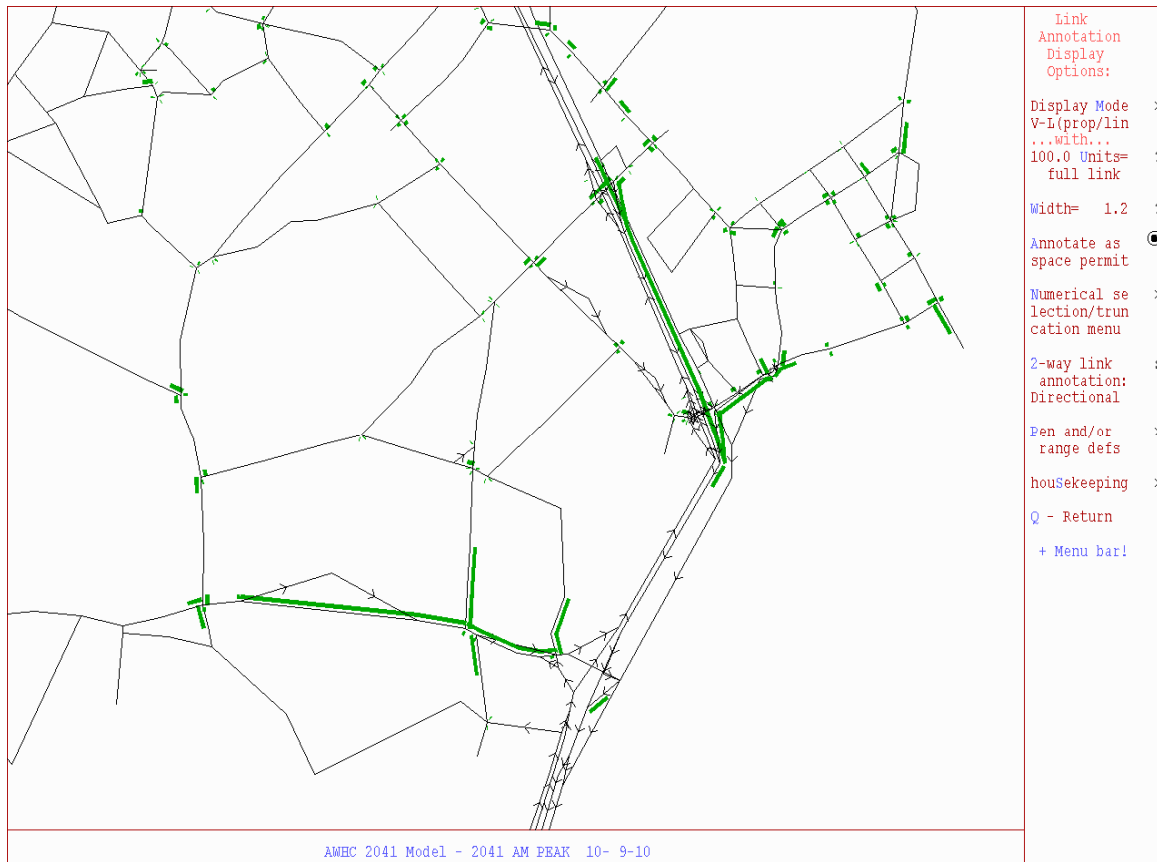 Link
Annotation
Display
Options:
Display Mode
V-L(prop/lin
...with...
100.0 Units=
full link
Width= 1.2
Annotate as
space permit
Numerical se
lection/trun
cation menu
2-way link
annotation:
Directional
Pen and/or
range defs
houSekeeping
Q - Return
+ Menu bar!
AWHC 2041 Model - 2041 AM PEAK 10- 9-10